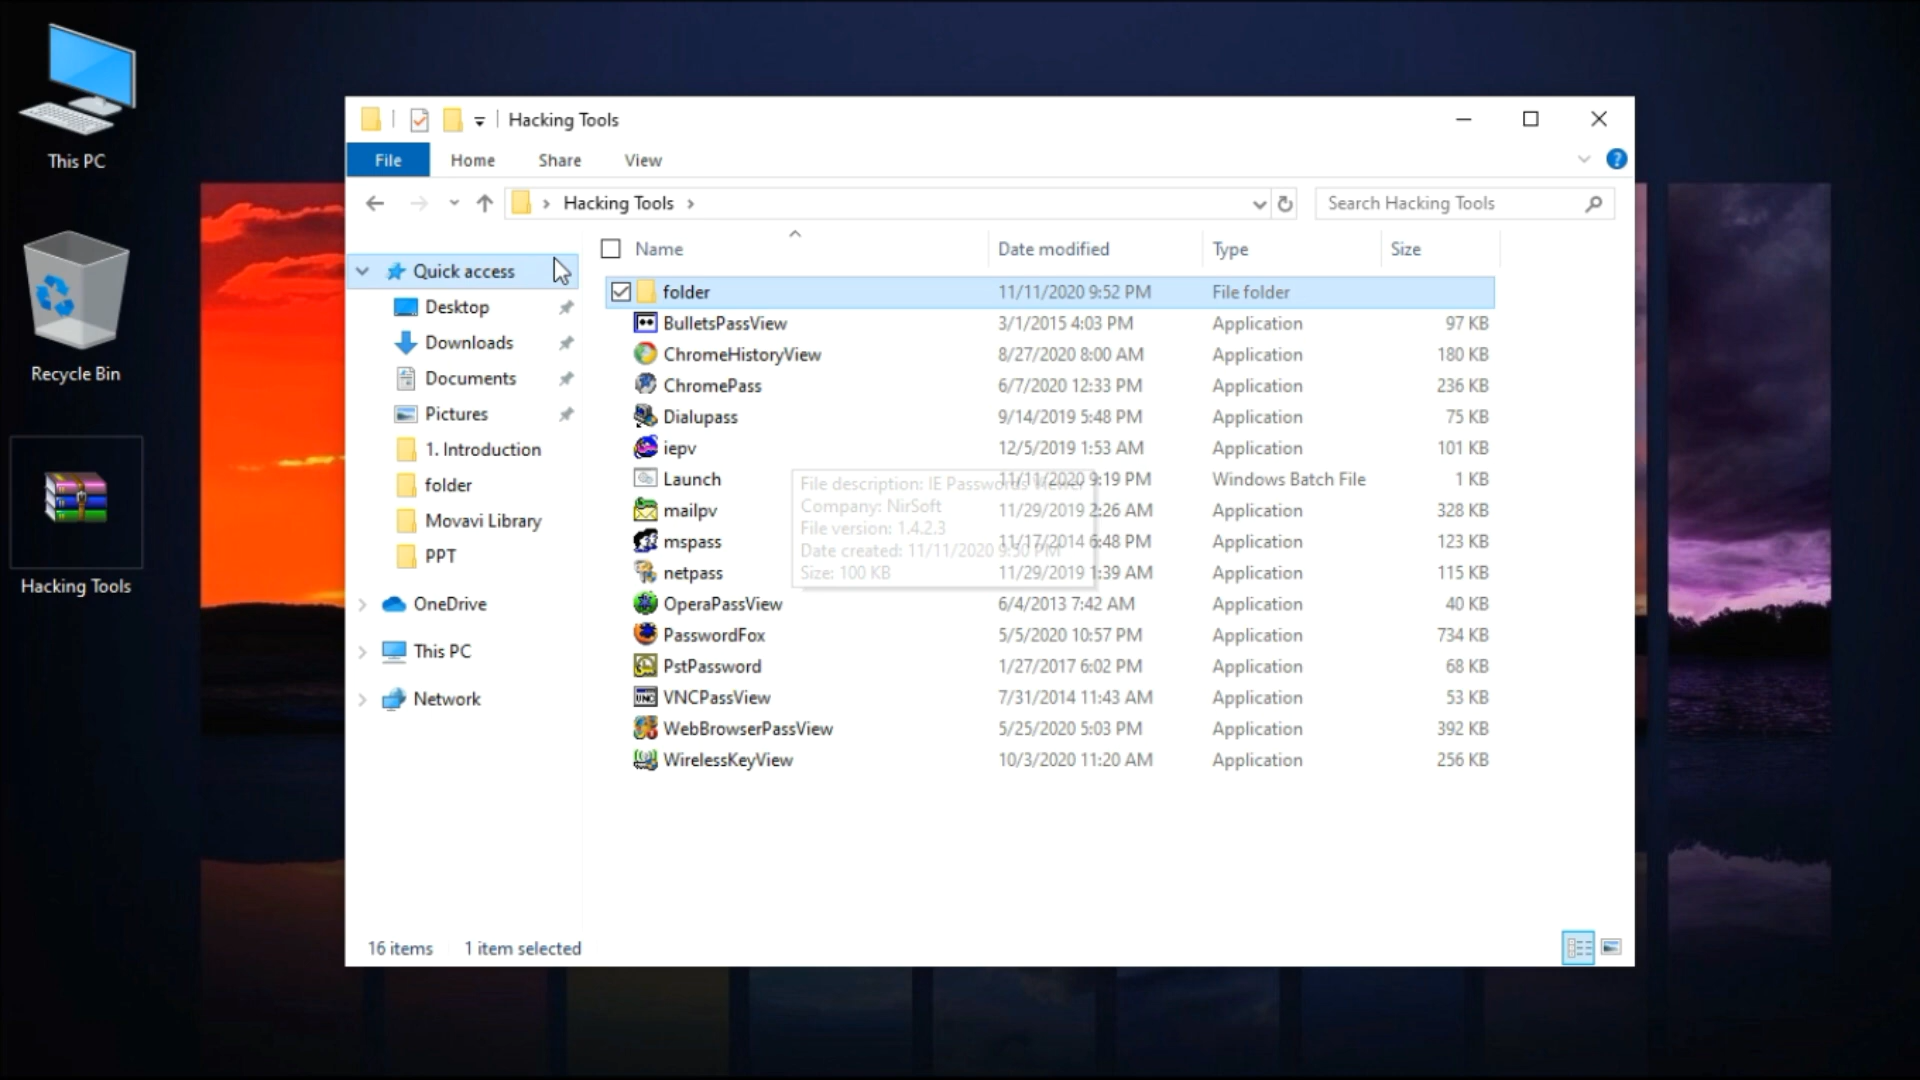 This PC
Recycle Bin
Hacking Tools
Hacking Tools
File Home Share View
?
Hacking Tools
Search Hacking Tools
Name Date modified Type Size
Quick access
Desktop
Downloads
Documents
Pictures
1. Introduction
folder
Movavi Library
PPT
OneDrive
This PC
Network
folder 11/11/2020 9:52 PM File folder
BulletsPassView 3/1/2015 4:03 PM Application 97 KB
ChromeHistoryView 8/27/2020 8:00 AM Application 180 KB
ChromePass 6/7/2020 12:33 PM Application 236 KB
Dialupass 9/14/2019 5:48 PM Application 75 KB
iepv 12/5/2019 1:53 AM Application 101 KB
Launch 11/11/2020 9:19 PM Windows Batch File 1 KB
mailpv 11/29/2019 2:26 AM Application 328 KB
mspass 11/17/2014 6:48 PM Application 123 KB
netpass 11/29/2019 1:39 AM Application 115 KB
OperaPassView 6/4/2013 7:42 AM Application 40 KB
PasswordFox 5/5/2020 10:57 PM Application 734 KB
PstPassword 1/27/2017 6:02 PM Application 68 KB
VNCPassView 7/31/2014 11:43 AM Application 53 KB
WebBrowserPassView 5/25/2020 5:03 PM Application 392 KB
WirelessKeyView 10/3/2020 11:20 AM Application 256 KB
File description: IE Passwords Viewer
Company: NirSoft
File version: 1.4.2.3
Date created: 11/11/2020 9:50 PM
Size: 100 KB
16 items 1 item selected